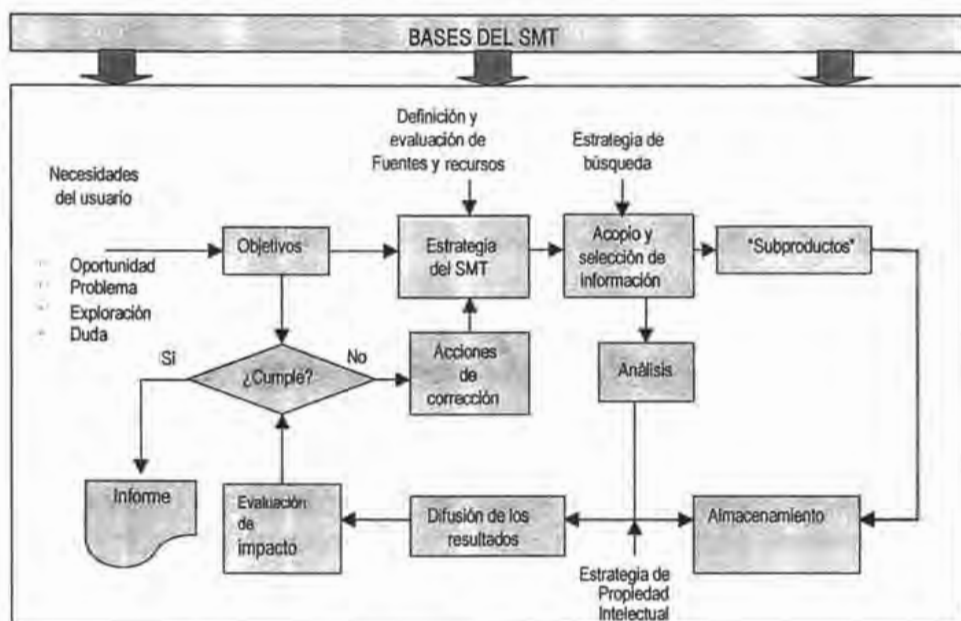 BASES DEL SMT
Definición y
evaluación de
Fuentes y recursos
Estrategia de
búsqueda
Necesidades
del usuario
Objetivos
Estrategia
del SMT
Acopio y
selección de
información
"Subproductos"
Oportunidad
Problema
Exploración
Duda
Si
¿Cumple?
No
Acciones
de
corrección
Análisis
Informe
Evaluación
de
impacto
Difusión de los
resultados
Almacenamiento
Estrategia de
Propiedad
Intelectual